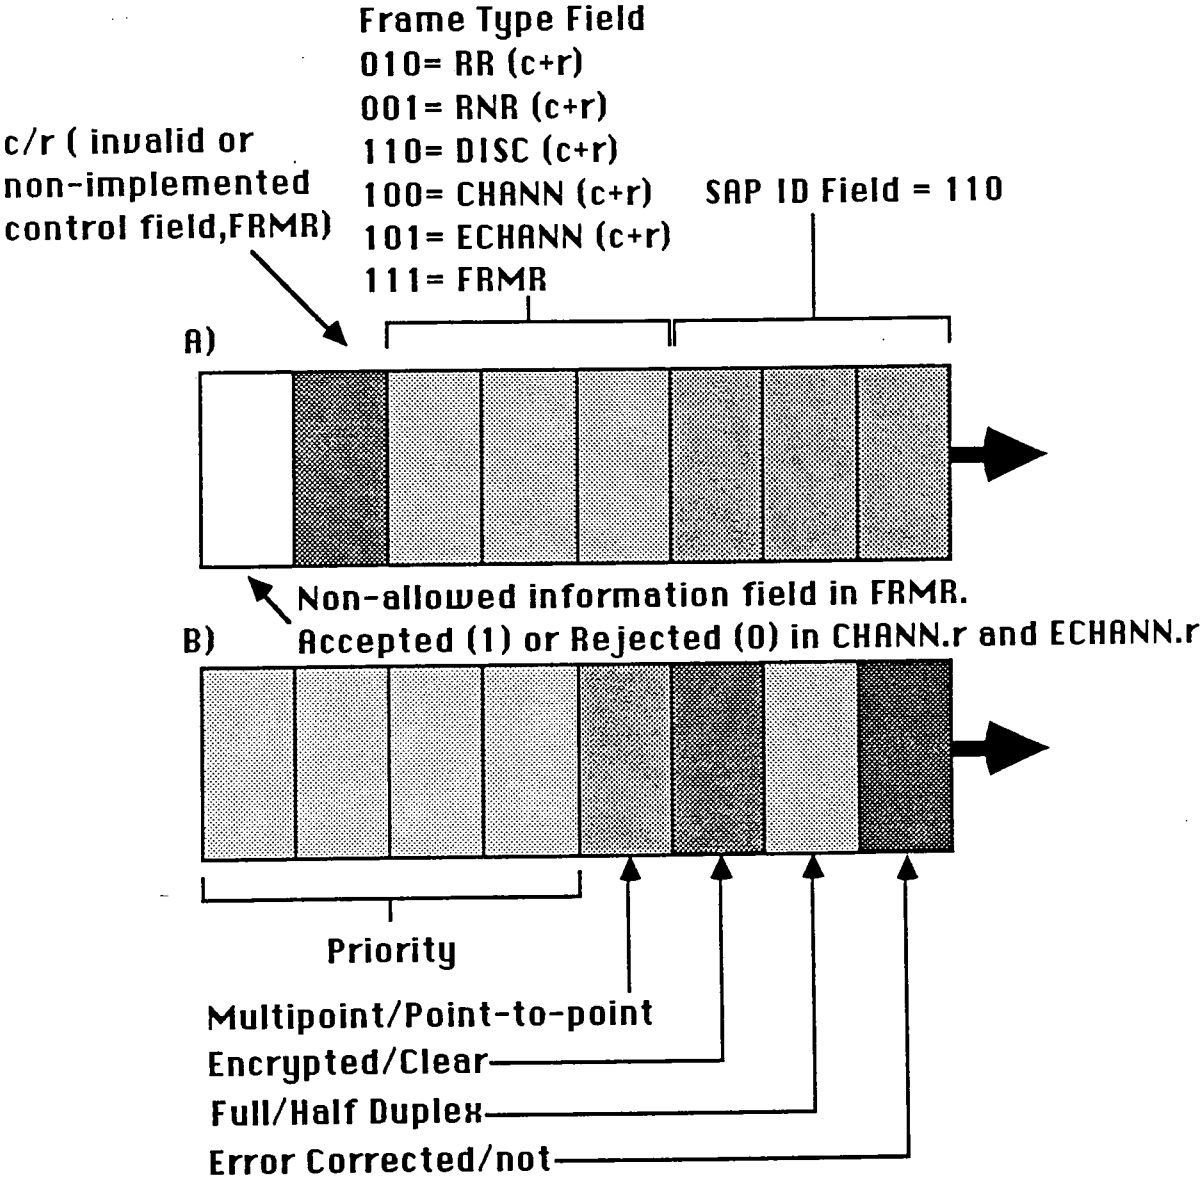 Frame Type Field
010= RR (c+r)
001= RNR (c+r)
110= DISC (c+r)
100= CHANN (c+r)
101= ECHANN (c+r)
111= FRMR
c/r ( invalid or
non-implemented
control field,FRMR)
SAP ID Field = 110
A)
Non-allowed information field in FRMR.
Accepted (1) or Rejected (0) in CHANN.r and ECHANN.r
B)
Priority
Multipoint/Point-to-point
Encrypted/Clear
Full/Half Duplex
Error Corrected/not